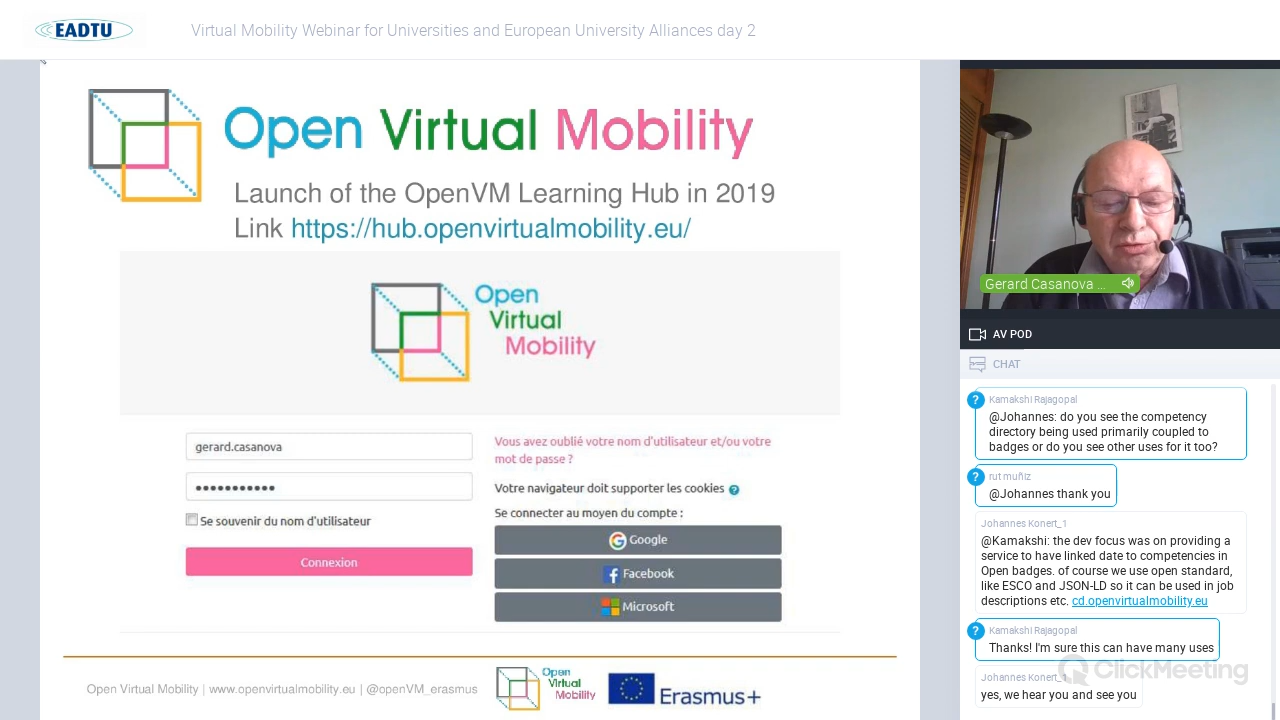 EADTU
Virtual Mobility Webinar for Universities and European University Alliances day 2
Open Virtual Mobility
Launch of the OpenVM Learning Hub in 2019
Link https://hub.openvirtualmobility.eu/
Open
Virtual
Mobility
gerard.casanova
Se souvenir du nom d'utilisateur
Connexion
Vous avez oublié votre nom d'utilisateur et/ou votre
mot de passe ?
Votre navigateur doit supporter les cookies ?
Se connecter au moyen du compte :
Google
Facebook
Microsoft
Open Virtual Mobility | www.openvirtualmobility.eu | @openVM_erasmus
Open
Virtual
Mobility
Erasmus+
Gerard Casanova ...
AV POD
CHAT
? Kamakshi Rajagopal
@Johannes: do you see the competency
directory being used primarily coupled to
badges or do you see other uses for it too?
? rut muñiz
@Johannes thank you
Johannes Konert_1
@Kamakshi: the dev focus was on providing a
service to have linked date to competencies in
Open badges. of course we use open standard,
like ESCO and JSON-LD so it can be used in job
descriptions etc. cd.openvirtualmobility.eu
? Kamakshi Rajagopal
Thanks! I'm sure this can have many uses
Johannes Konert_1
yes, we hear you and see you
ClickMeeting